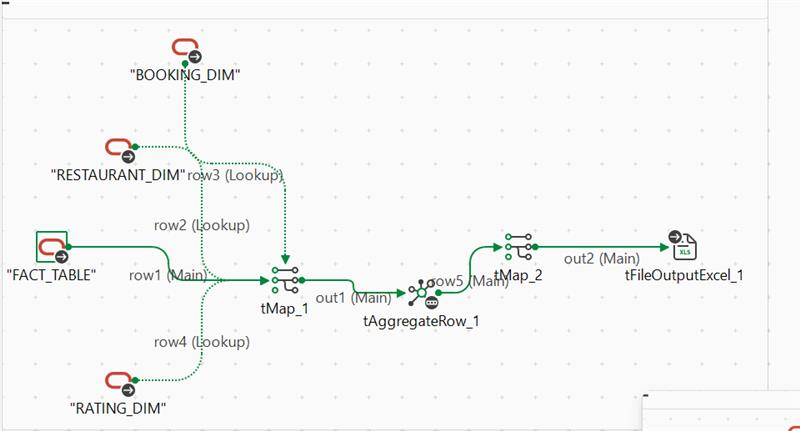 "BOOKING_DIM"
"RESTAURANT_DIM"
row3 (Lookup)
row2 (Lookup)
"FACT_TABLE"
row1 (Main)
tMap_1
out1 (Main)
row5 (Main)
tAggregateRow_1
tMap_2
out2 (Main)
XLS
tFileOutputExcel_1
row4 (Lookup)
"RATING_DIM"